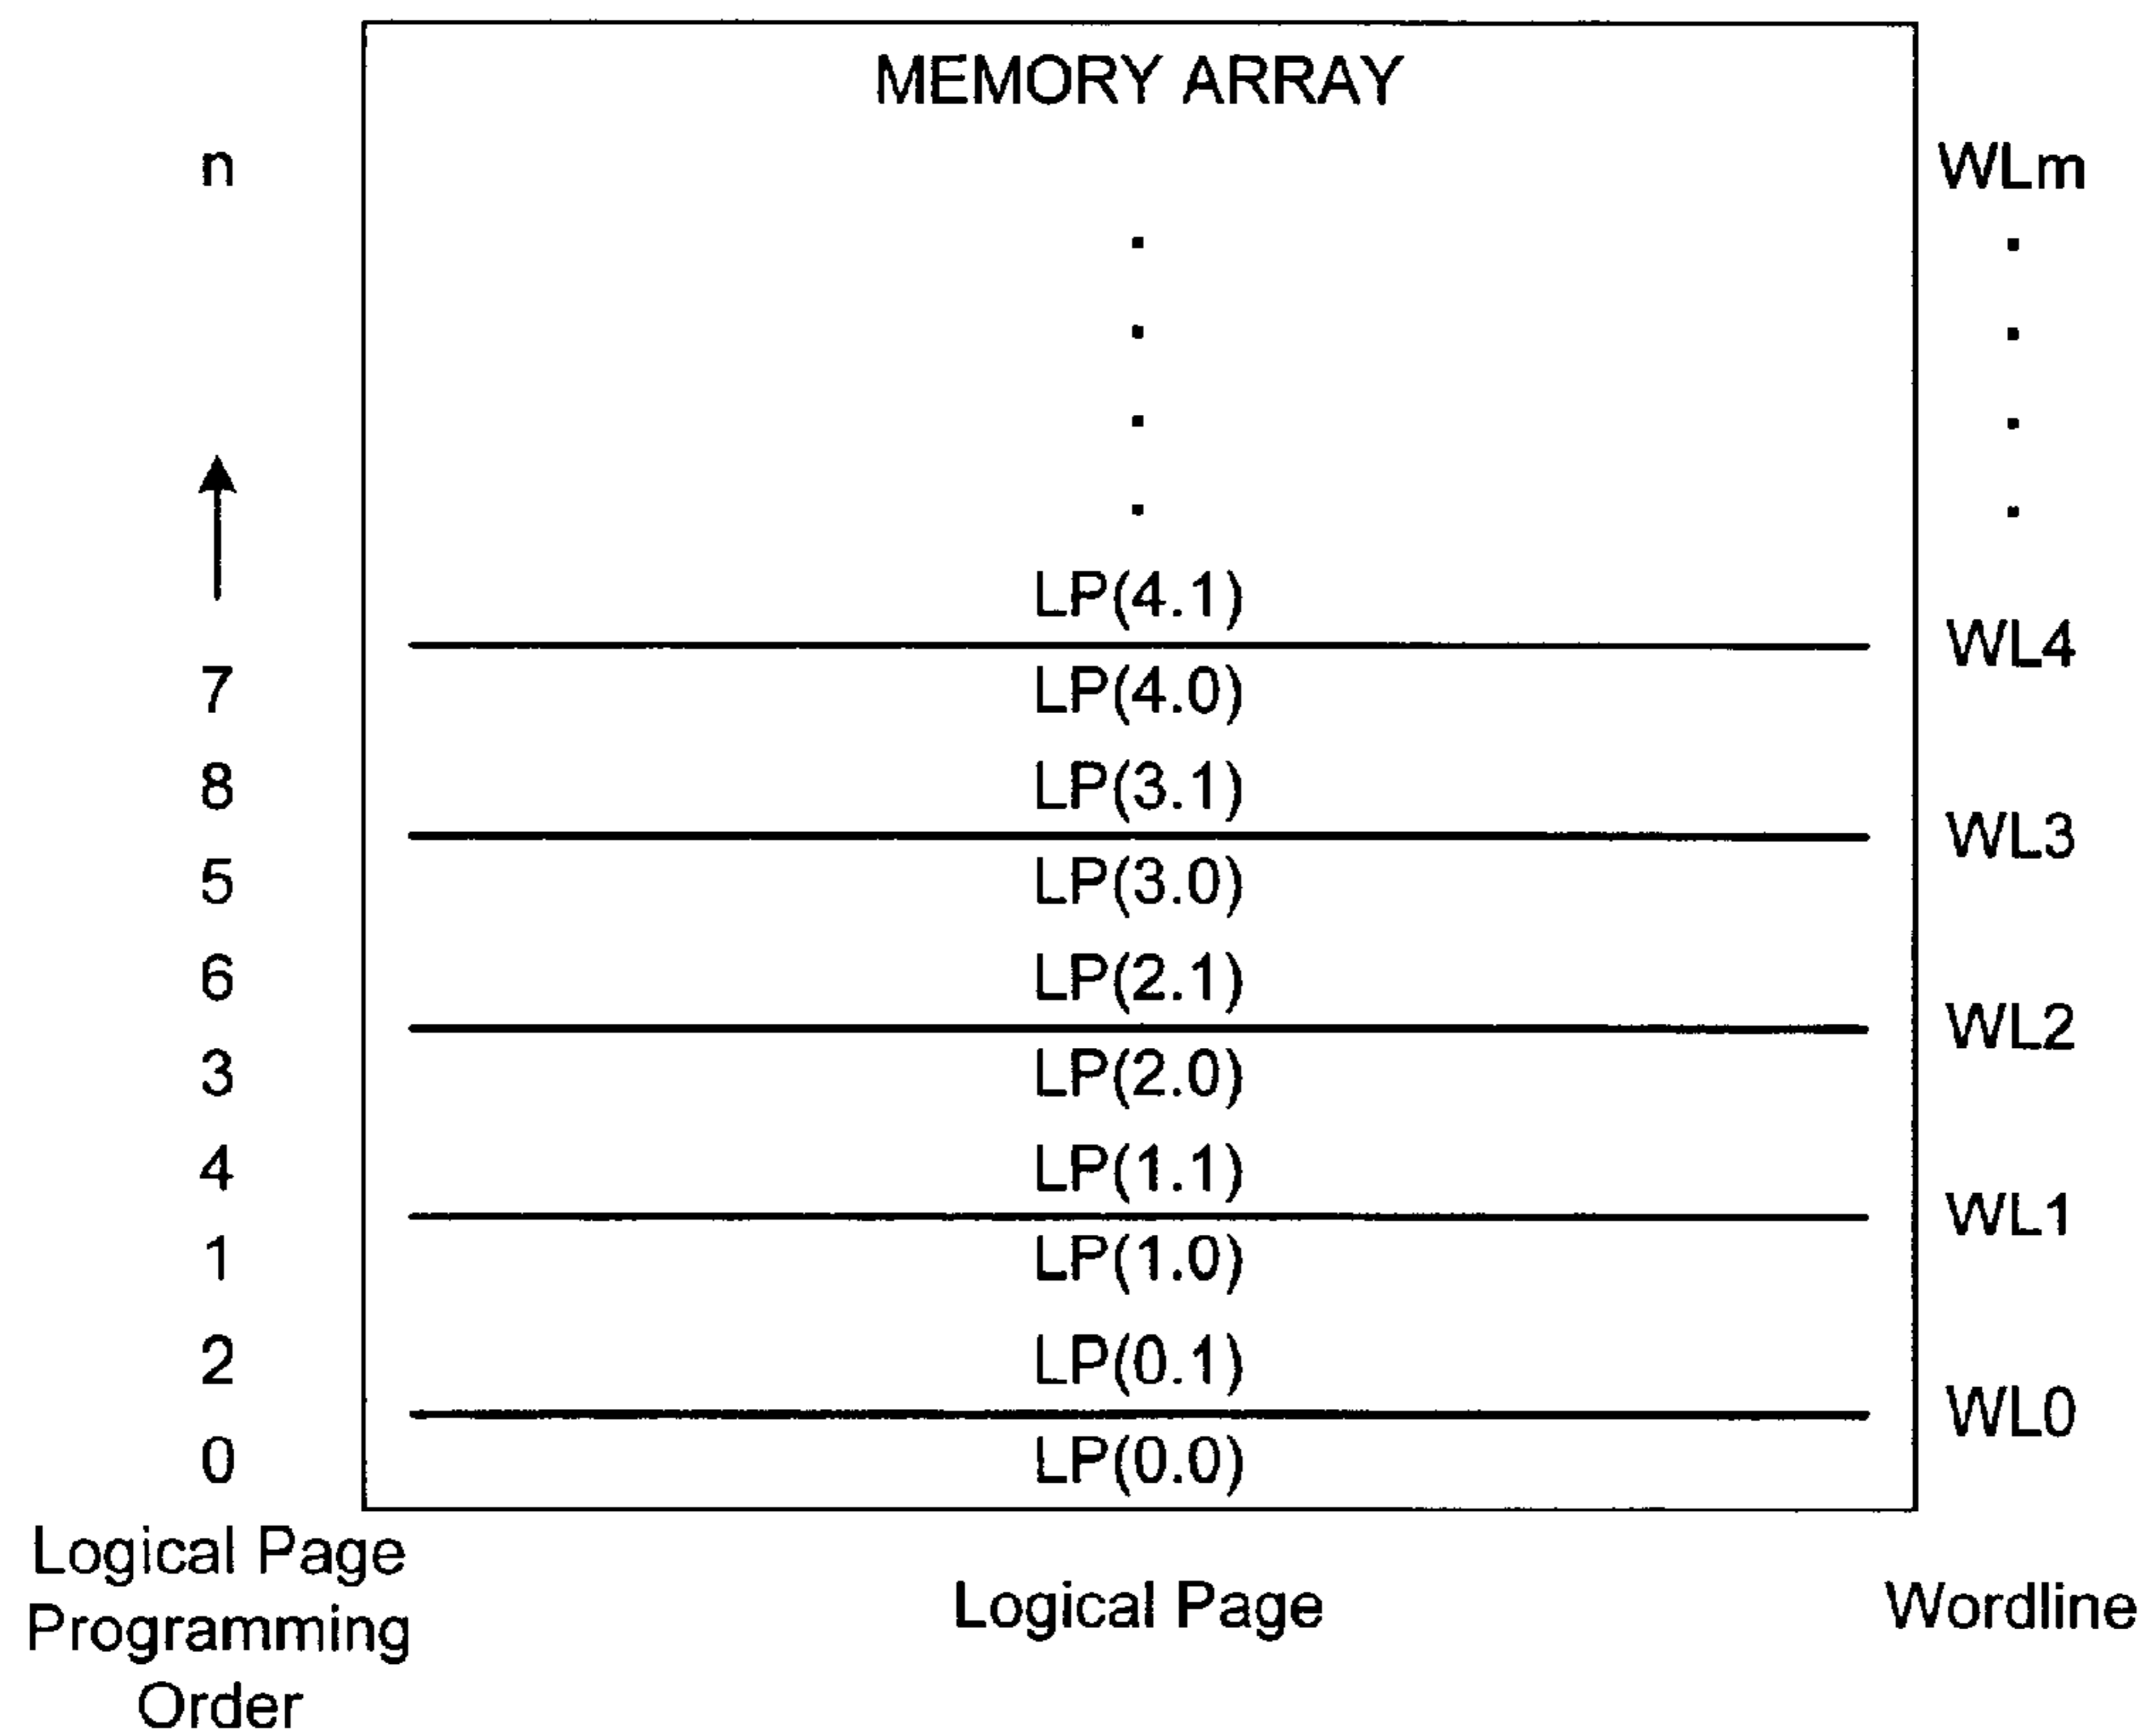 MEMORY ARRAY
n WLm
. .
. .
. .
. .
LP(4.1)
WL4
7 LP(4.0)
8 LP(3.1)
WL3
5 LP(3.0)
6 LP(2.1)
WL2
3 LP(2.0)
4 LP(1.1)
WL1
1 LP(1.0)
2 LP(0.1)
WL0
0 LP(0.0)
Logical Page
Programming
Order
Logical Page
Wordline